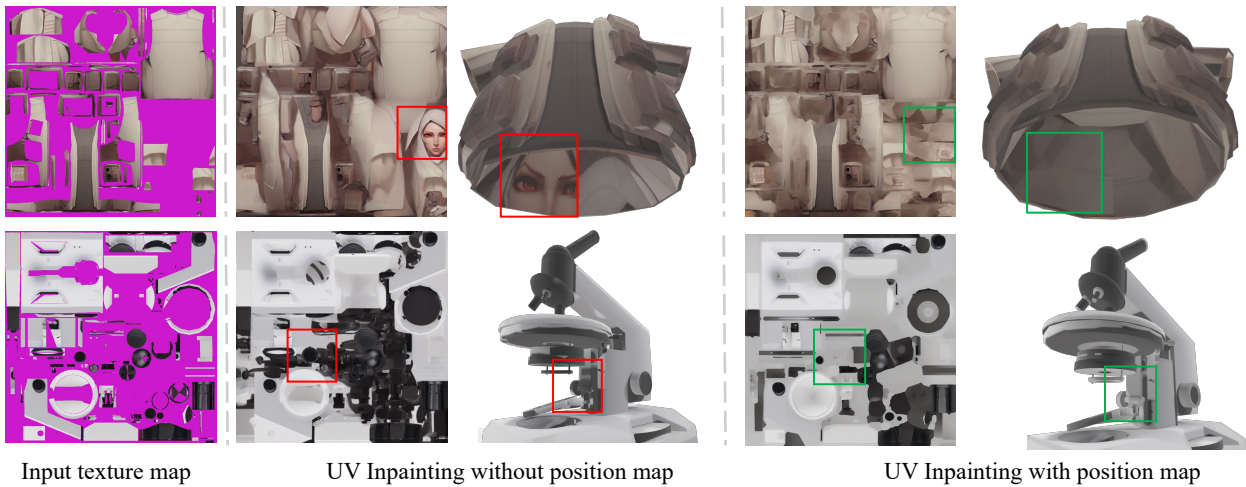 Input texture map
UV Inpainting without position map
UV Inpainting with position map